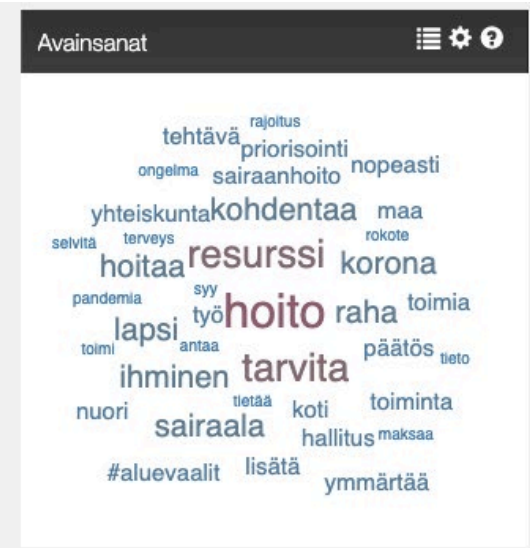 Avainsanat
rajoitus
tehtävä
priorisointi
ongelma sairaanhoito nopeasti
yhteiskunta kohdentaa maa
selvitä terveys rokote
hoitaa resurssi korona
pandemia syy
työ hoito raha toimia
lapsi
toimi antaa päätös tieto
ihminen tarvita
tietää
nuori koti toiminta
sairaala
hallitus maksaa
#aluevaalit lisätä
ymmärtää